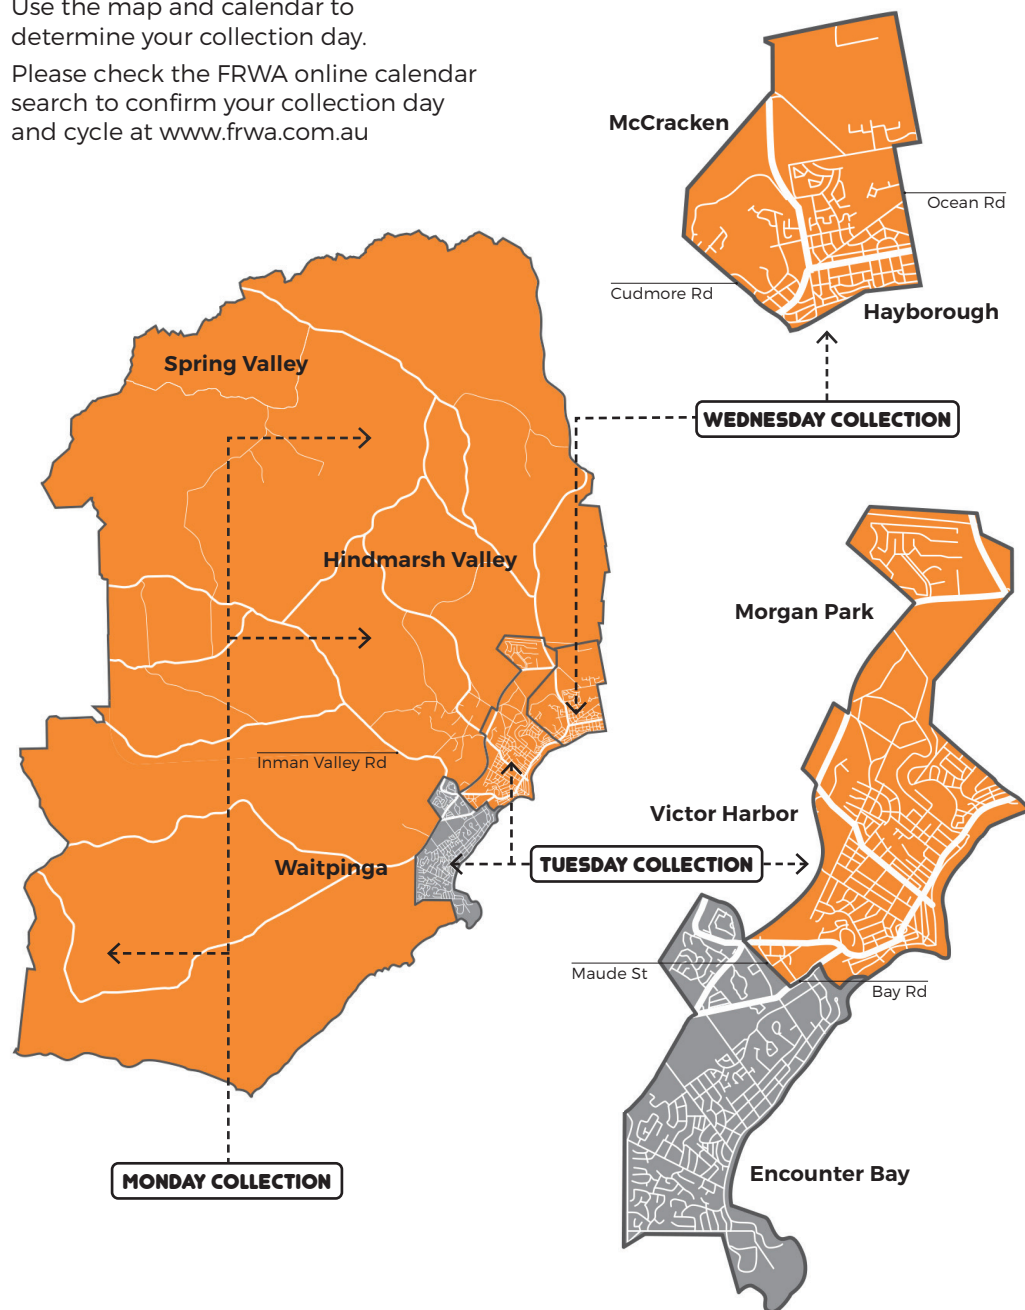 Use the map and calendar to
determine your collection day.
Please check the FRWA online calendar
search to confirm your collection day
and cycle at www.frwa.com.au
McCracken
Ocean Rd
Cudmore Rd
Hayborough
Spring Valley
WEDNESDAY COLLECTION
Hindmarsh Valley
Morgan Park
Inman Valley Rd
Victor Harbor
Waitpinga
TUESDAY COLLECTION
Maude St
Bay Rd
Encounter Bay
MONDAY COLLECTION